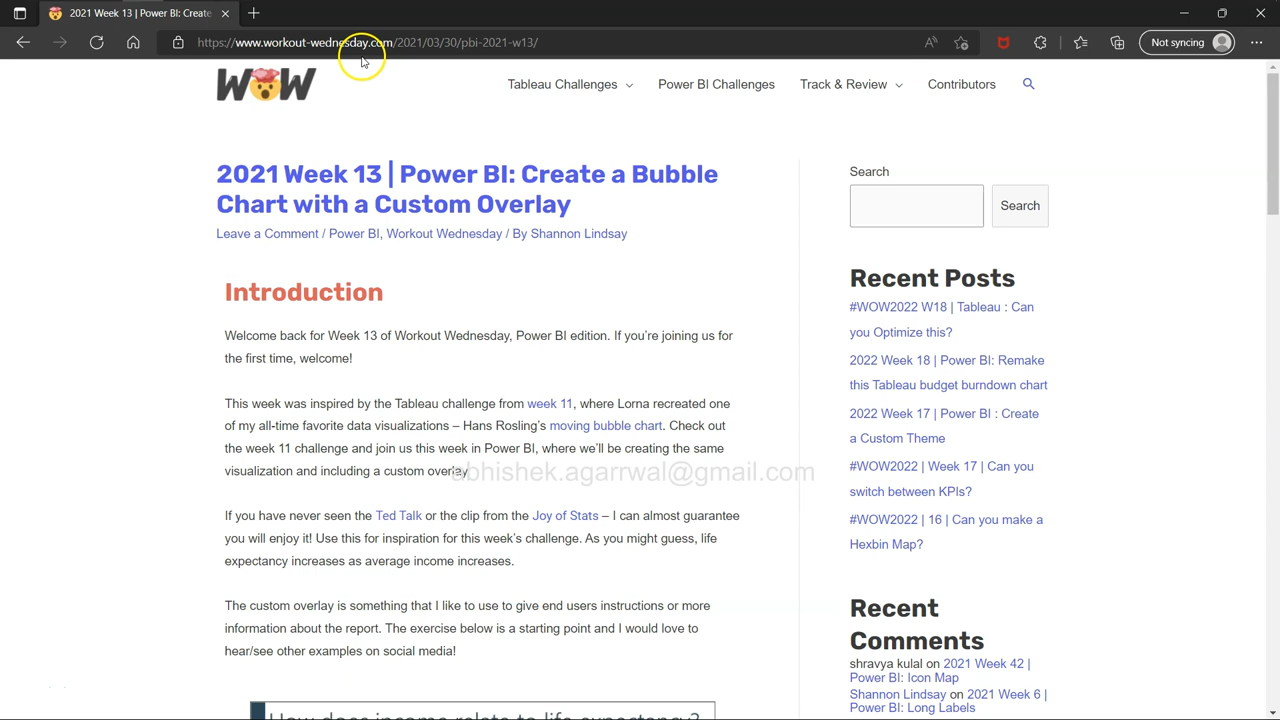 2021 Week 13 | Power BI: Create
https://www.workout-wednesday.com/2021/03/30/pbi-2021-w13/
Not syncing
WOW
Tableau Challenges
Power BI Challenges
Track & Review
Contributors
2021 Week 13 | Power BI: Create a Bubble
Chart with a Custom Overlay
Leave a Comment / Power BI, Workout Wednesday / By Shannon Lindsay
Introduction
Welcome back for Week 13 of Workout Wednesday, Power BI edition. If you're joining us for
the first time, welcome!
This week was inspired by the Tableau challenge from week 11, where Lorna recreated one
of my all-time favorite data visualizations – Hans Rosling's moving bubble chart. Check out
the week 11 challenge and join us this week in Power BI, where we'll be creating the same
visualization and including a custom overlay
abhishek.agarrwal@gmail.com
If you have never seen the Ted Talk or the clip from the Joy of Stats – I can almost guarantee
you will enjoy it! Use this for inspiration for this week's challenge. As you might guess, life
expectancy increases as average income increases.
The custom overlay is something that I like to use to give end users instructions or more
information about the report. The exercise below is a starting point and I would love to
hear/see other examples on social media!
How does income relate to life expectancy?
Search
Search
Recent Posts
#WOW2022 W18 | Tableau : Can
you Optimize this?
2022 Week 18 | Power BI: Remake
this Tableau budget burndown chart
2022 Week 17 | Power BI : Create
a Custom Theme
#WOW2022 | Week 17 | Can you
switch between KPIs?
#WOW2022 | 16 | Can you make a
Hexbin Map?
Recent
Comments
shravya kulal on 2021 Week 42 |
Power BI: Icon Map
Shannon Lindsay on 2021 Week 6 |
Power BI: Long Labels